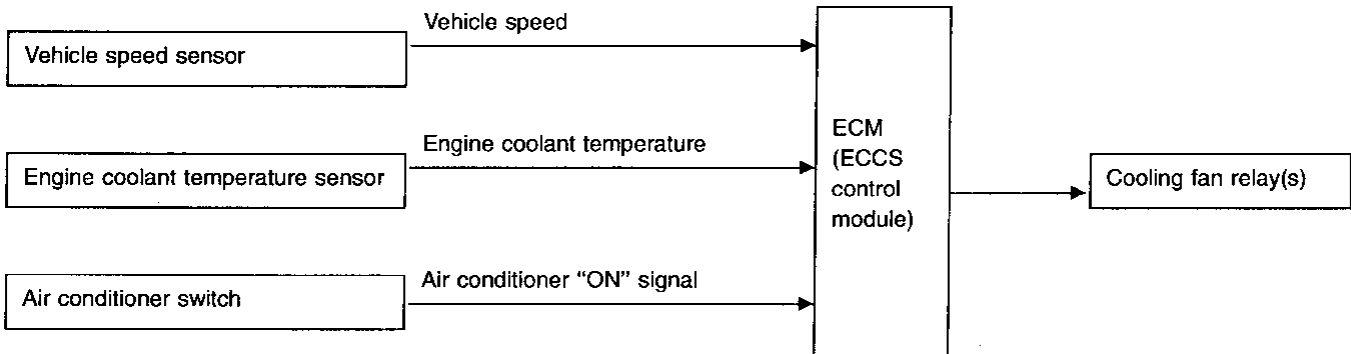 Vehicle speed sensor
Vehicle speed
Engine coolant temperature sensor
Engine coolant temperature
Air conditioner switch
Air conditioner “ON” signal
ECM
(ECCS
control
module)
Cooling fan relay(s)